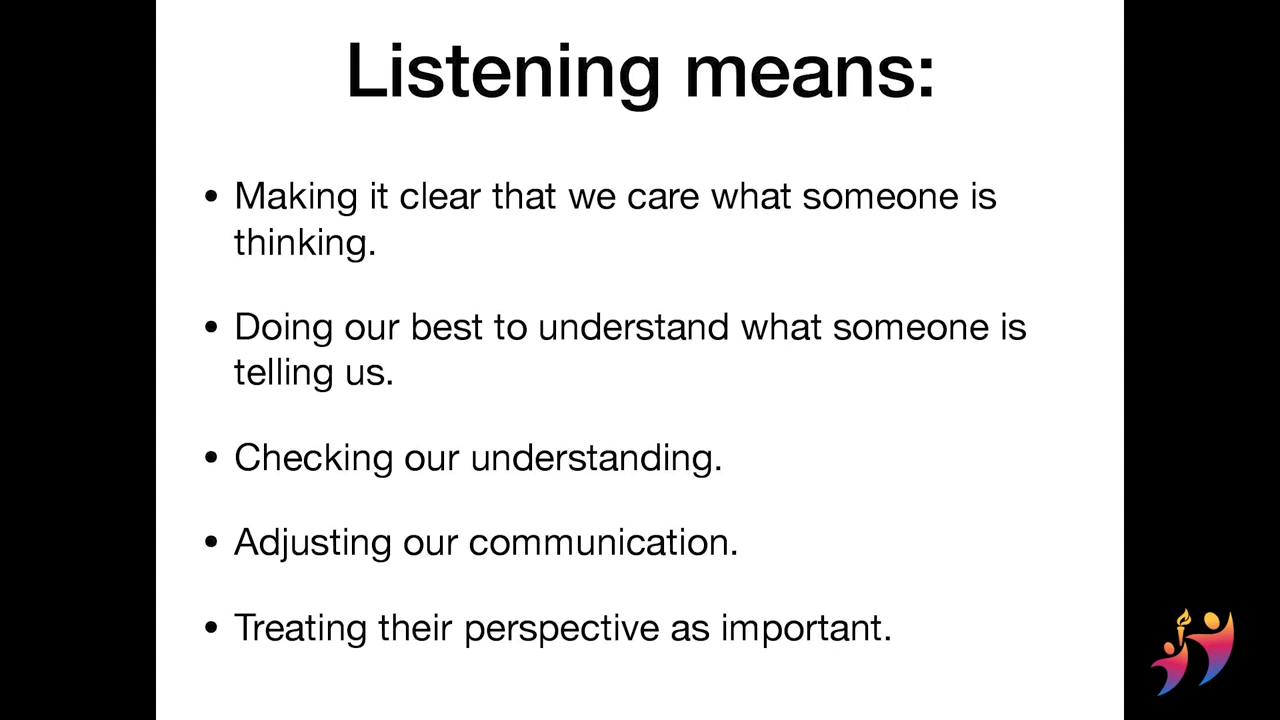 Listening means:
• Making it clear that we care what someone is
thinking.
• Doing our best to understand what someone is
telling us.
• Checking our understanding.
• Adjusting our communication.
• Treating their perspective as important.